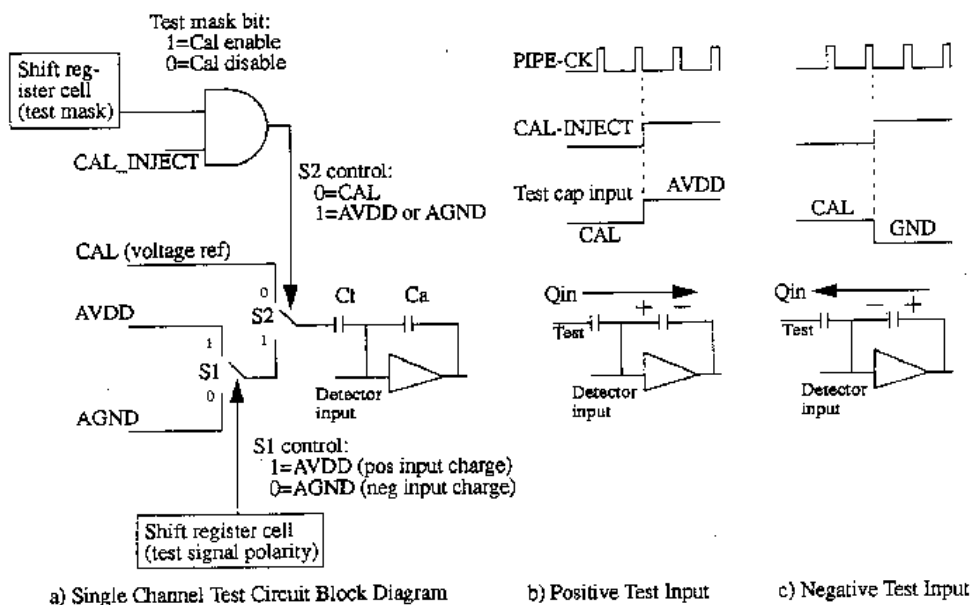 Test mask bit:
1=Cal enable
0=Cal disable
Shift reg-
ister cell
(test mask)
CAL_INJECT
S2 control:
0=CAL
1=AVDD or AGND
CAL (voltage ref)
0
S2
1
AVDD
1
S1
0
AGND
Ct
Ca
Detector
input
S1 control:
1=AVDD (pos input charge)
0=AGND (neg input charge)
Shift register cell
(test signal polarity)
a) Single Channel Test Circuit Block Diagram
PIPE-CK
CAL-INJECT
Test cap input
AVDD
CAL
Qin
+ −
Test
Detector
input
b) Positive Test Input
CAL
GND
Qin
− +
Test
Detector
input
c) Negative Test Input